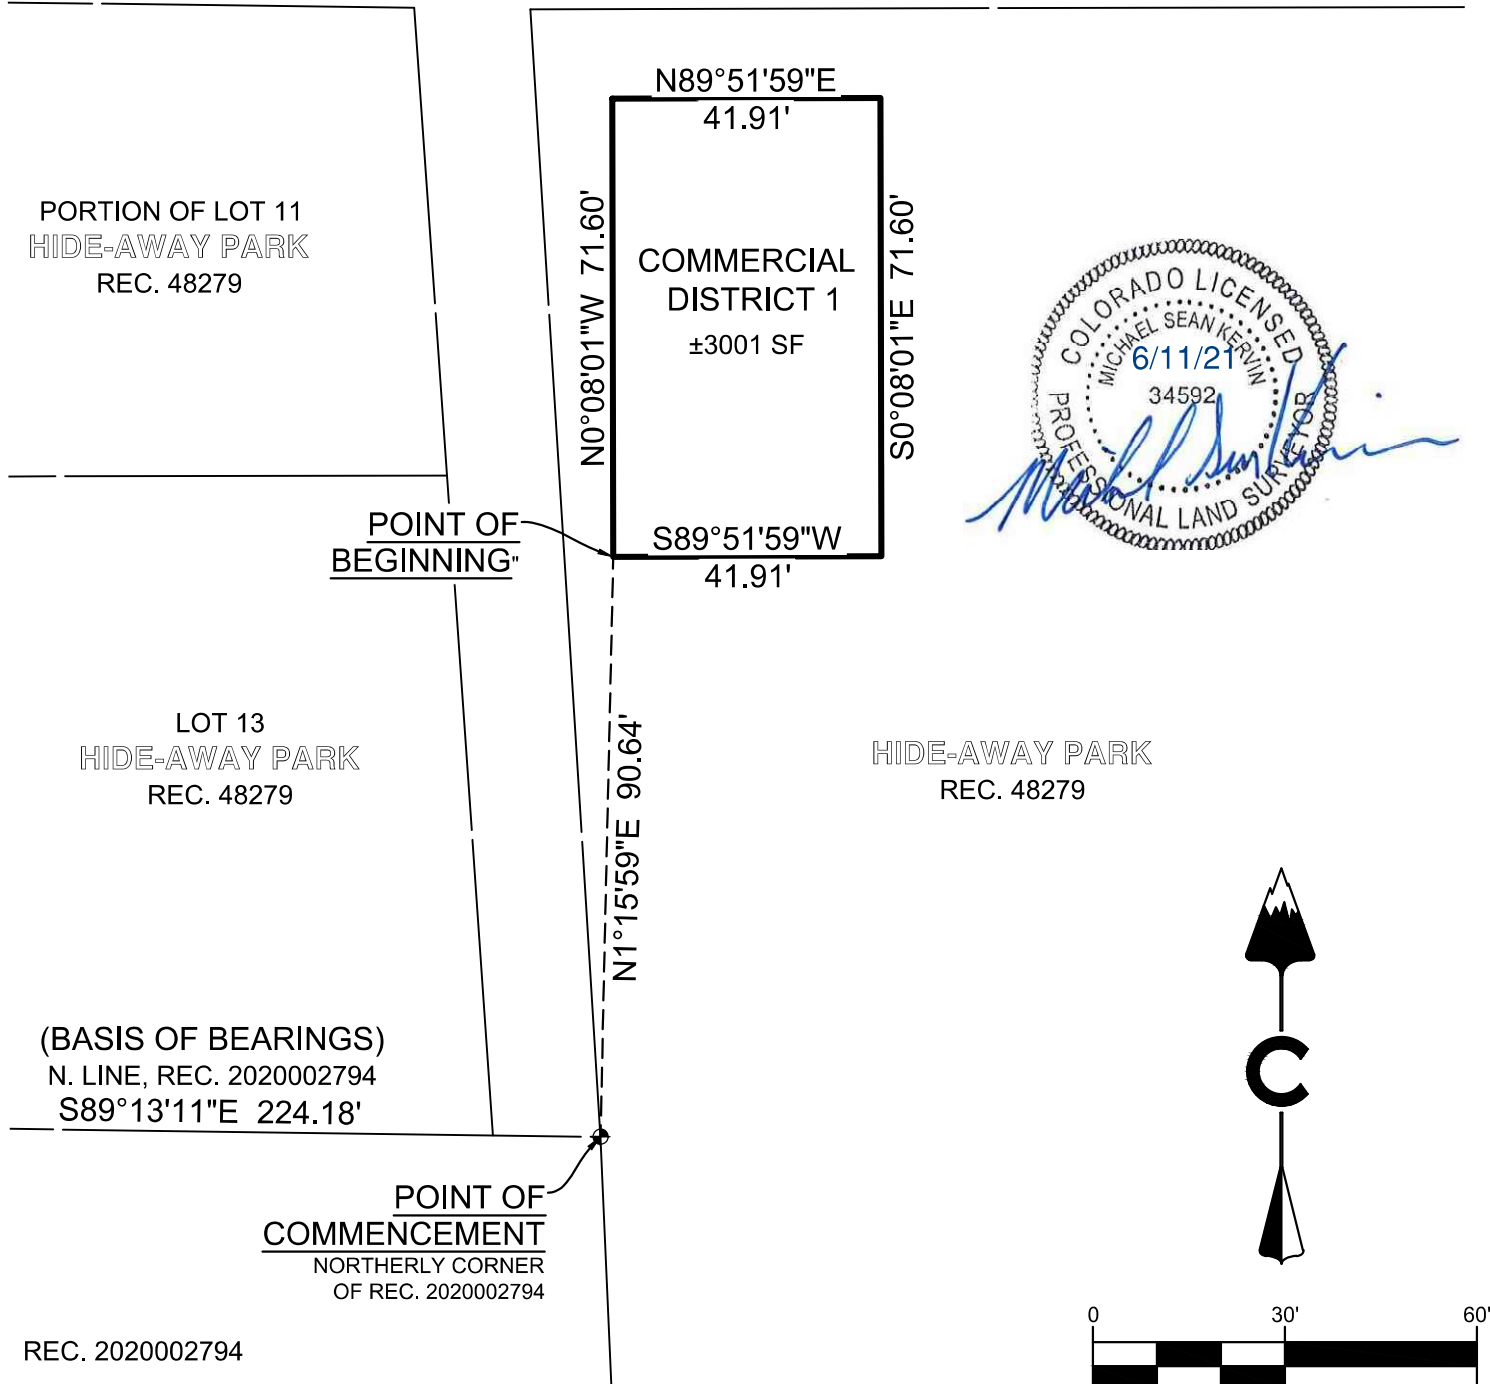 N89°51'59"E
41.91'
PORTION OF LOT 11
HIDE-AWAY PARK
REC. 48279
N0°08'01"W 71.60'
COMMERCIAL
DISTRICT 1
±3001 SF
S0°08'01"E 71.60'
COLORADO LICENSED
MICHAEL SEAN KERVIN
6/11/21
34592
PROFESSIONAL LAND SURVEYOR
POINT OF
BEGINNING"
S89°51'59"W
41.91'
LOT 13
HIDE-AWAY PARK
REC. 48279
N1°15'59"E 90.64'
HIDE-AWAY PARK
REC. 48279
(BASIS OF BEARINGS)
N. LINE, REC. 2020002794
S89°13'11"E 224.18'
C
POINT OF
COMMENCEMENT
NORTHERLY CORNER
OF REC. 2020002794
REC. 2020002794
0 30' 60'